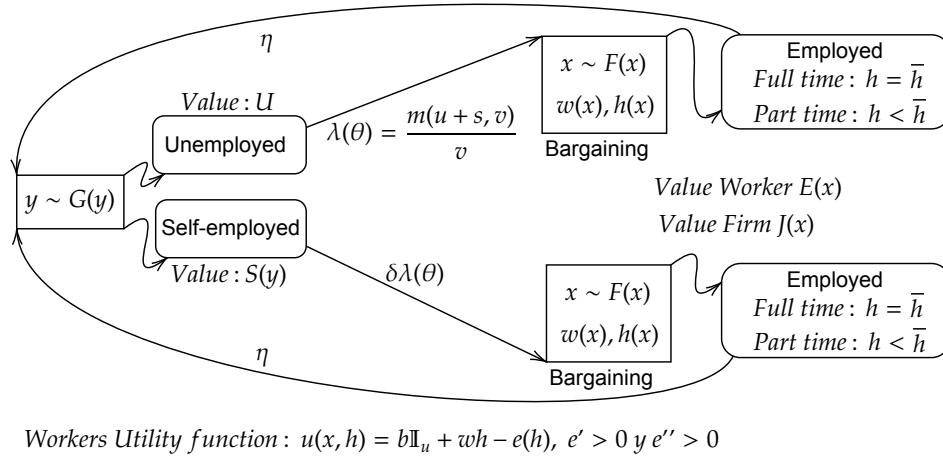 η
Value : U
Unemployed
λ(θ) = m(u + s, v) / v
x ∼ F(x)
w(x), h(x)
Bargaining
Employed
Full time : h = h̅
Part time : h < h̅
y ∼ G(y)
Self-employed
Value : S(y)
δλ(θ)
Value Worker E(x)
Value Firm J(x)
x ∼ F(x)
w(x), h(x)
Bargaining
Employed
Full time : h = h̅
Part time : h < h̅
η
Workers Utility function : u(x, h) = b𝕀ᵤ + wh − e(h), e′ > 0 y e′′ > 0